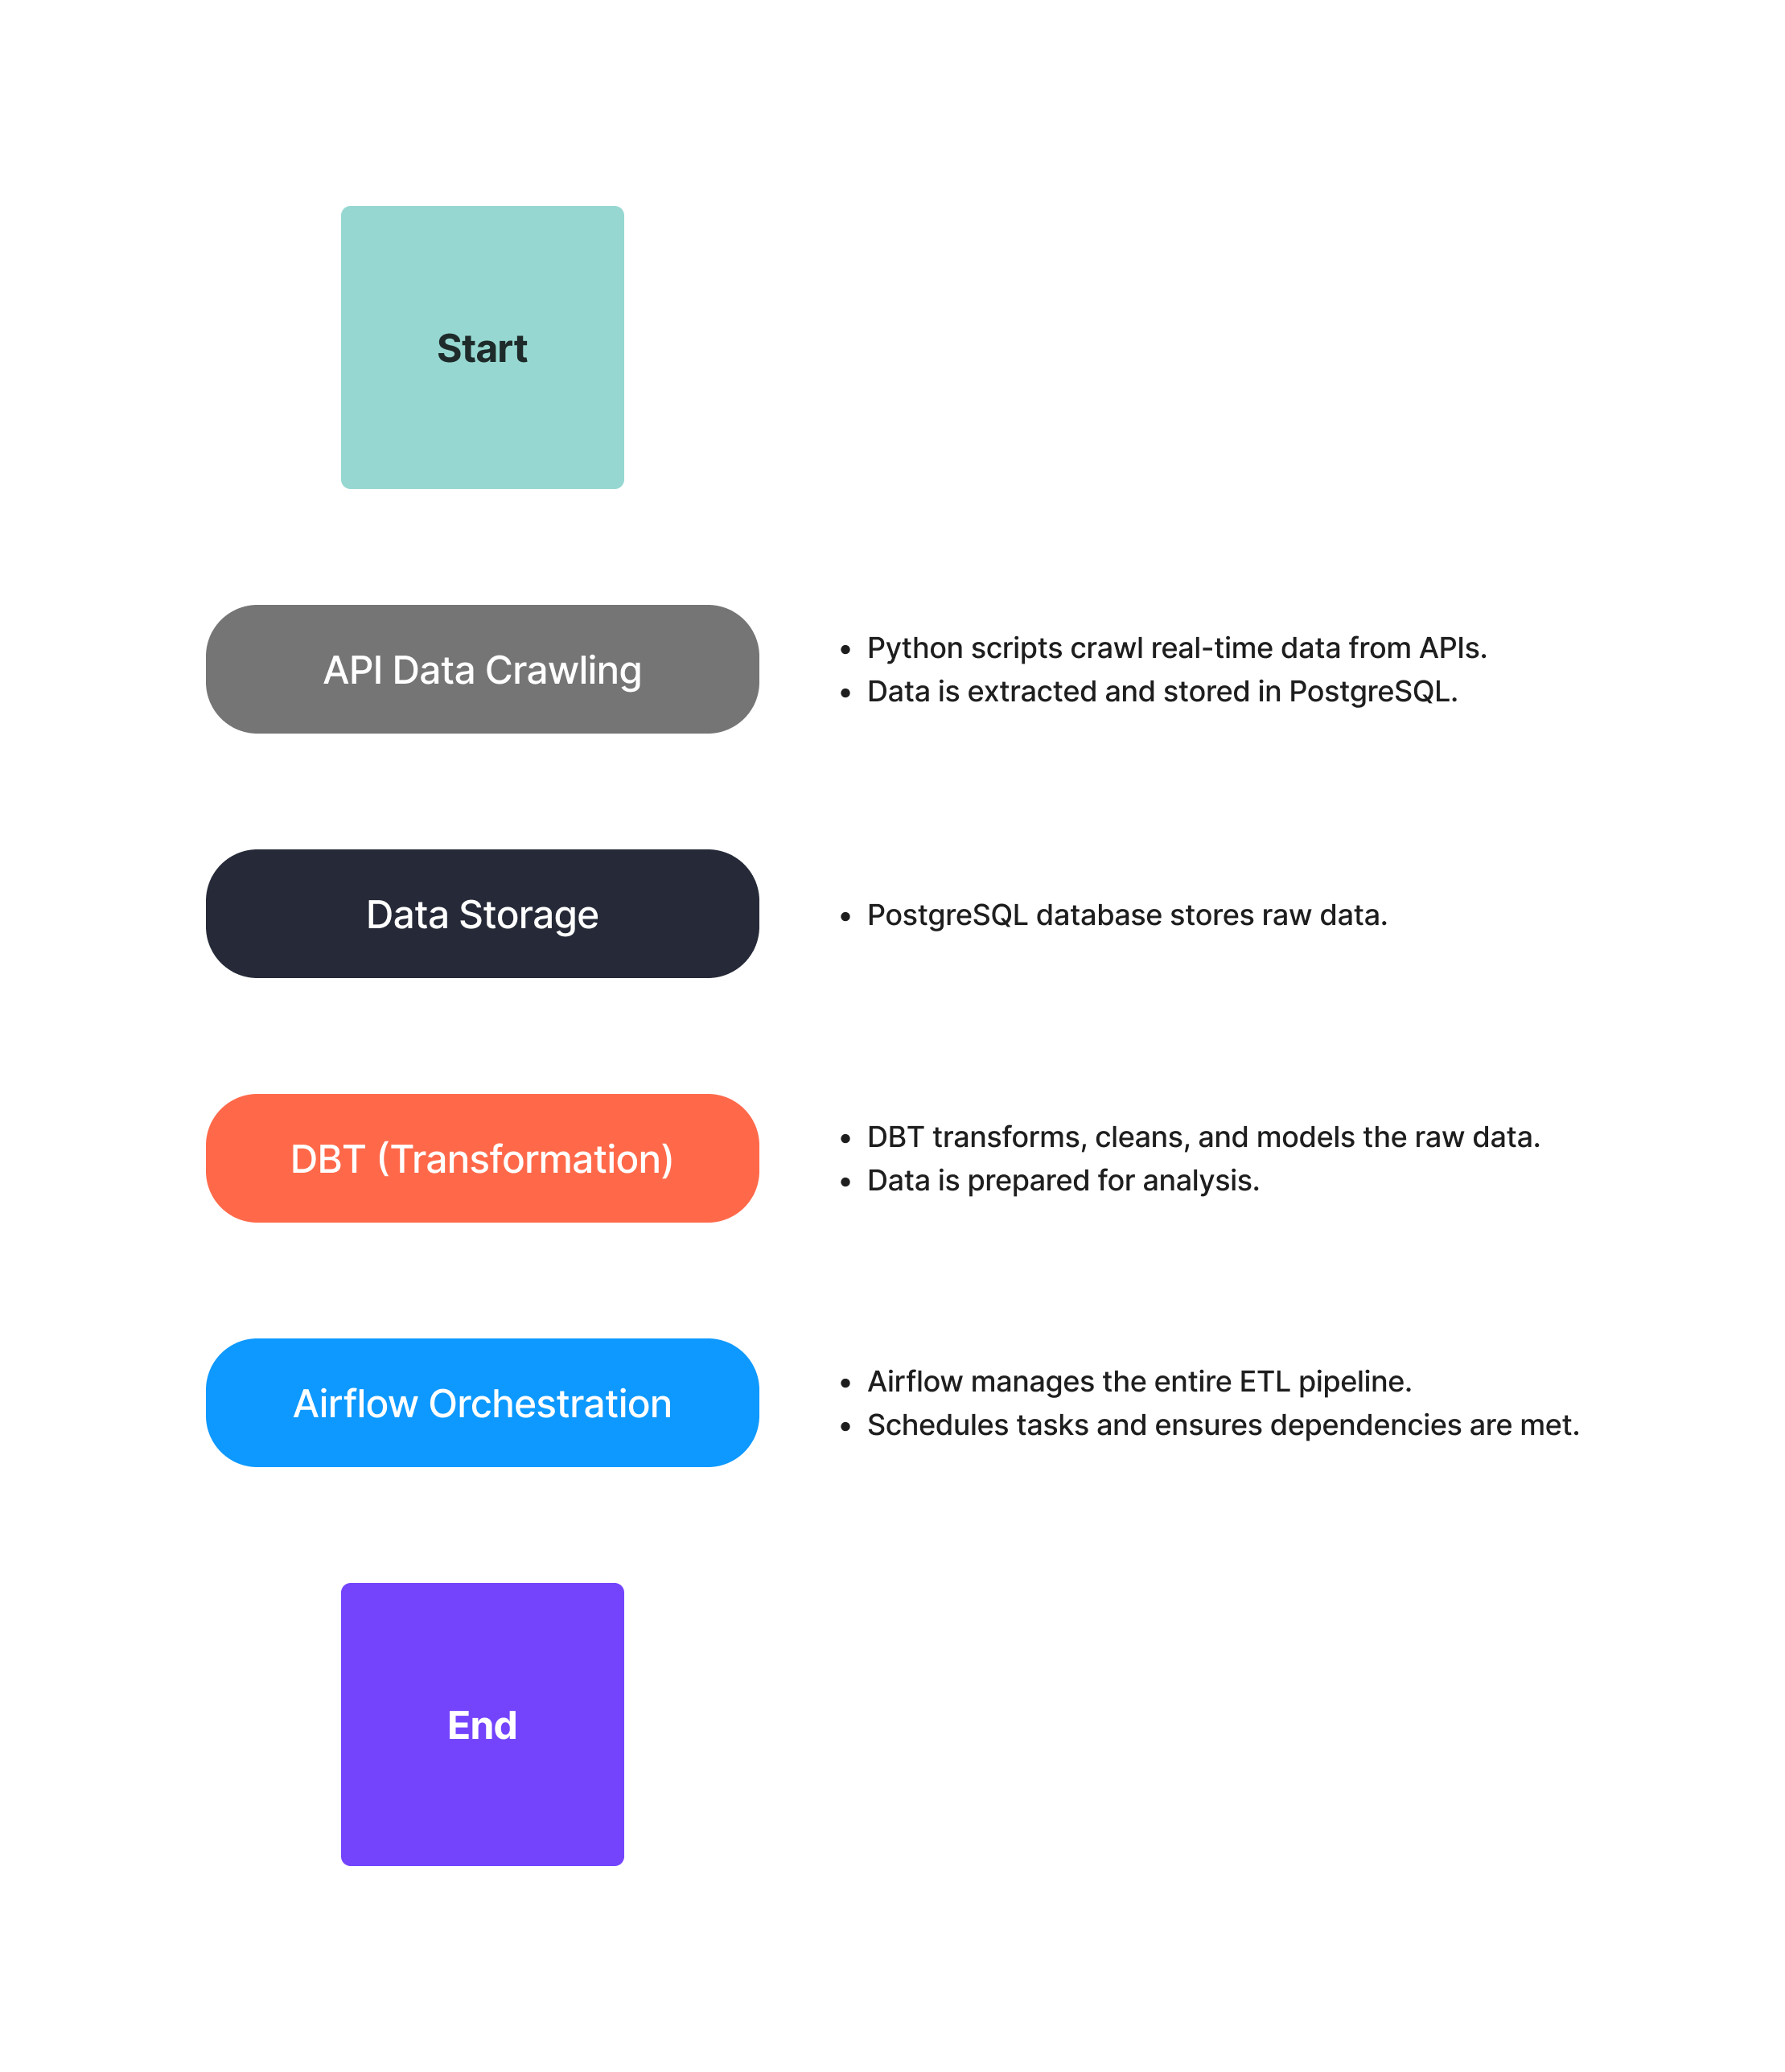 Start
API Data Crawling
• Python scripts crawl real-time data from APIs.
• Data is extracted and stored in PostgreSQL.
Data Storage
• PostgreSQL database stores raw data.
DBT (Transformation)
• DBT transforms, cleans, and models the raw data.
• Data is prepared for analysis.
Airflow Orchestration
• Airflow manages the entire ETL pipeline.
• Schedules tasks and ensures dependencies are met.
End